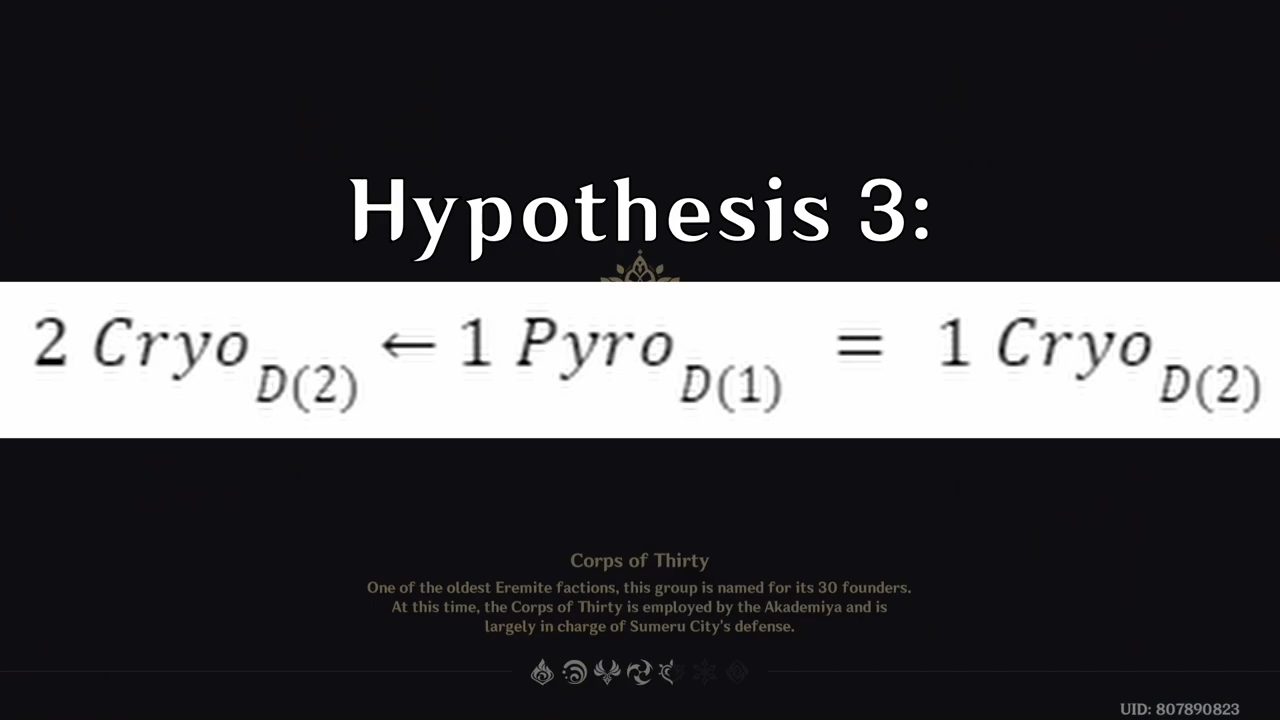 Hypothesis 3:
2 Cryo D(2) ⇐ 1 Pyro D(1) = 1 Cryo D(2)
Corps of Thirty
One of the oldest Eremite factions, this group is named for its 30 founders.
At this time, the Corps of Thirty is employed by the Akademiya and is
largely in charge of Sumeru City's defense.
UID: 807890823